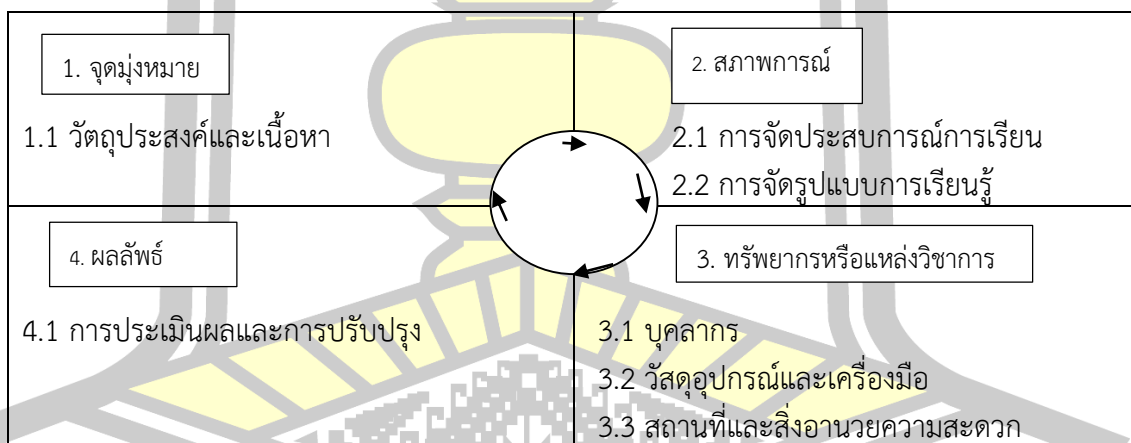 1. จุดมุ่งหมาย
1.1 วัตถุประสงค์และเนื้อหา
2. สภาพการณ์
2.1 การจัดประสบการณ์การเรียน
2.2 การจัดรูปแบบการเรียนรู้
3. ทรัพยากรหรือแหล่งวิชาการ
3.1 บุคลากร
3.2 วัสดุอุปกรณ์และเครื่องมือ
3.3 สถานที่และสิ่งอานวยความสะดวก
4. ผลลัพธ์
4.1 การประเมินผลและการปรับปรุง